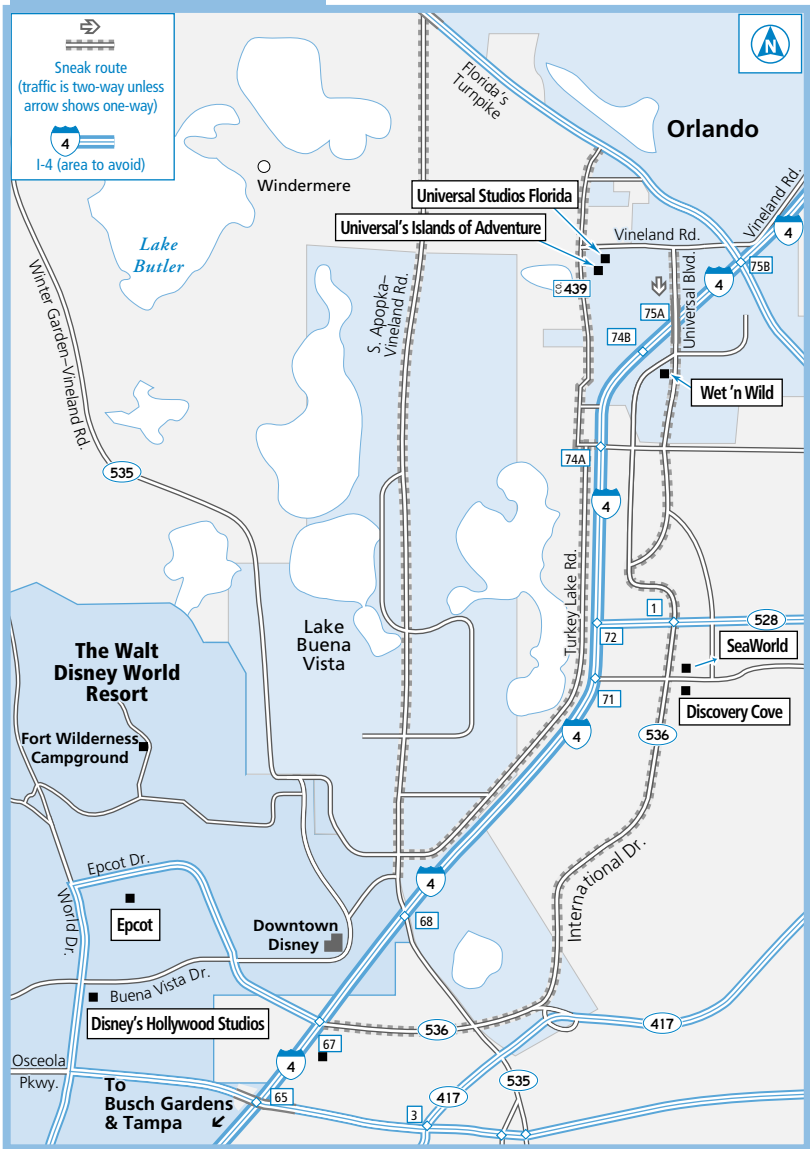 Sneak route
(traffic is two-way unless
arrow shows one-way)
4
I-4 (area to avoid)
N
Florida's
Turnpike
Orlando
Windermere
Universal Studios Florida
Universal's Islands of Adventure
Vineland Rd.
Vineland Rd.
4
75B
4
Lake
Butler
S. Apopka–
Vineland Rd.
CO. 439
Universal Blvd.
75A
74B
Winter Garden–Vineland Rd.
Wet 'n Wild
535
74A
4
Turkey Lake Rd.
1
528
72
Lake
Buena
Vista
SeaWorld
The Walt
Disney World
Resort
71
Discovery Cove
4
536
Fort Wilderness
Campground
International Dr.
Epcot Dr.
4
World Dr.
Epcot
68
Downtown
Disney
Buena Vista Dr.
Disney's Hollywood Studios
536
417
67
4
Osceola
Pkwy.
535
To
Busch Gardens
& Tampa
65
417
3